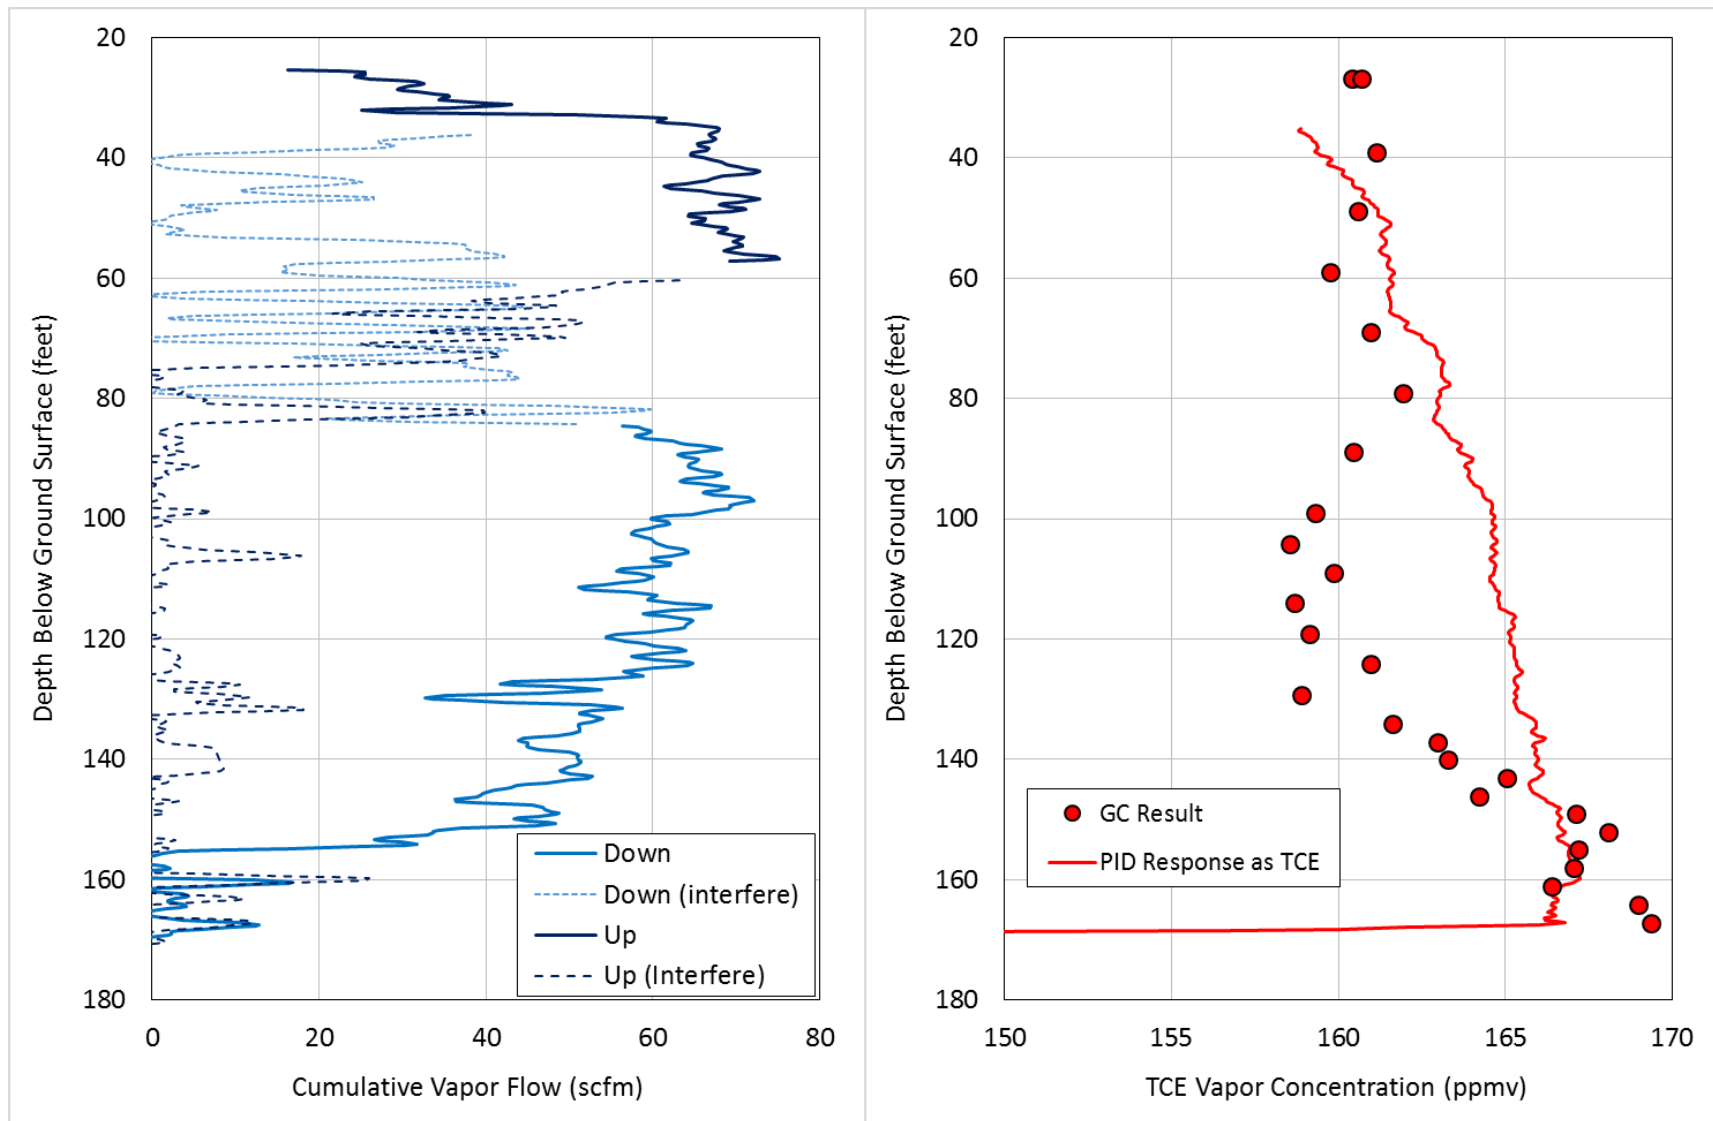 20
40
60
80
100
120
140
160
180
0
20
40
60
80
Depth Below Ground Surface (feet)
Cumulative Vapor Flow (scfm)
Down
Down (interfere)
Up
Up (Interfere)
20
40
60
80
100
120
140
160
180
150
155
160
165
170
Depth Below Ground Surface (feet)
TCE Vapor Concentration (ppmv)
GC Result
PID Response as TCE